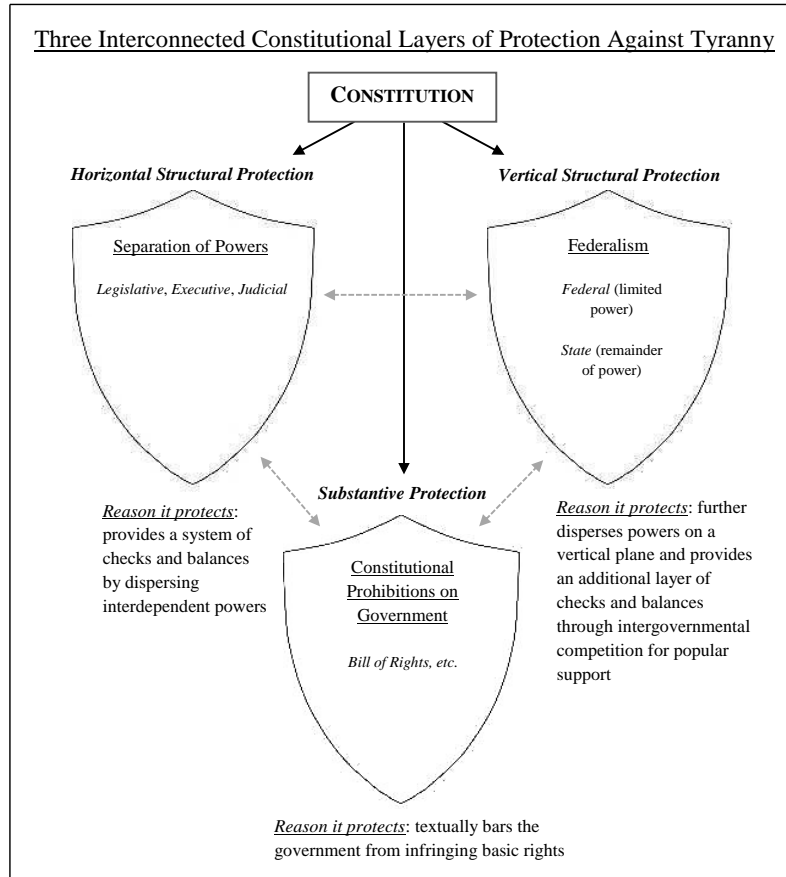 Three Interconnected Constitutional Layers of Protection Against Tyranny
CONSTITUTION
Horizontal Structural Protection
Separation of Powers
Legislative, Executive, Judicial
Reason it protects:
provides a system of
checks and balances
by dispersing
interdependent powers
Vertical Structural Protection
Federalism
Federal (limited
power)
State (remainder
of power)
Reason it protects: further
disperses powers on a
vertical plane and provides
an additional layer of
checks and balances
through intergovernmental
competition for popular
support
Substantive Protection
Constitutional
Prohibitions on
Government
Bill of Rights, etc.
Reason it protects: textually bars the
government from infringing basic rights